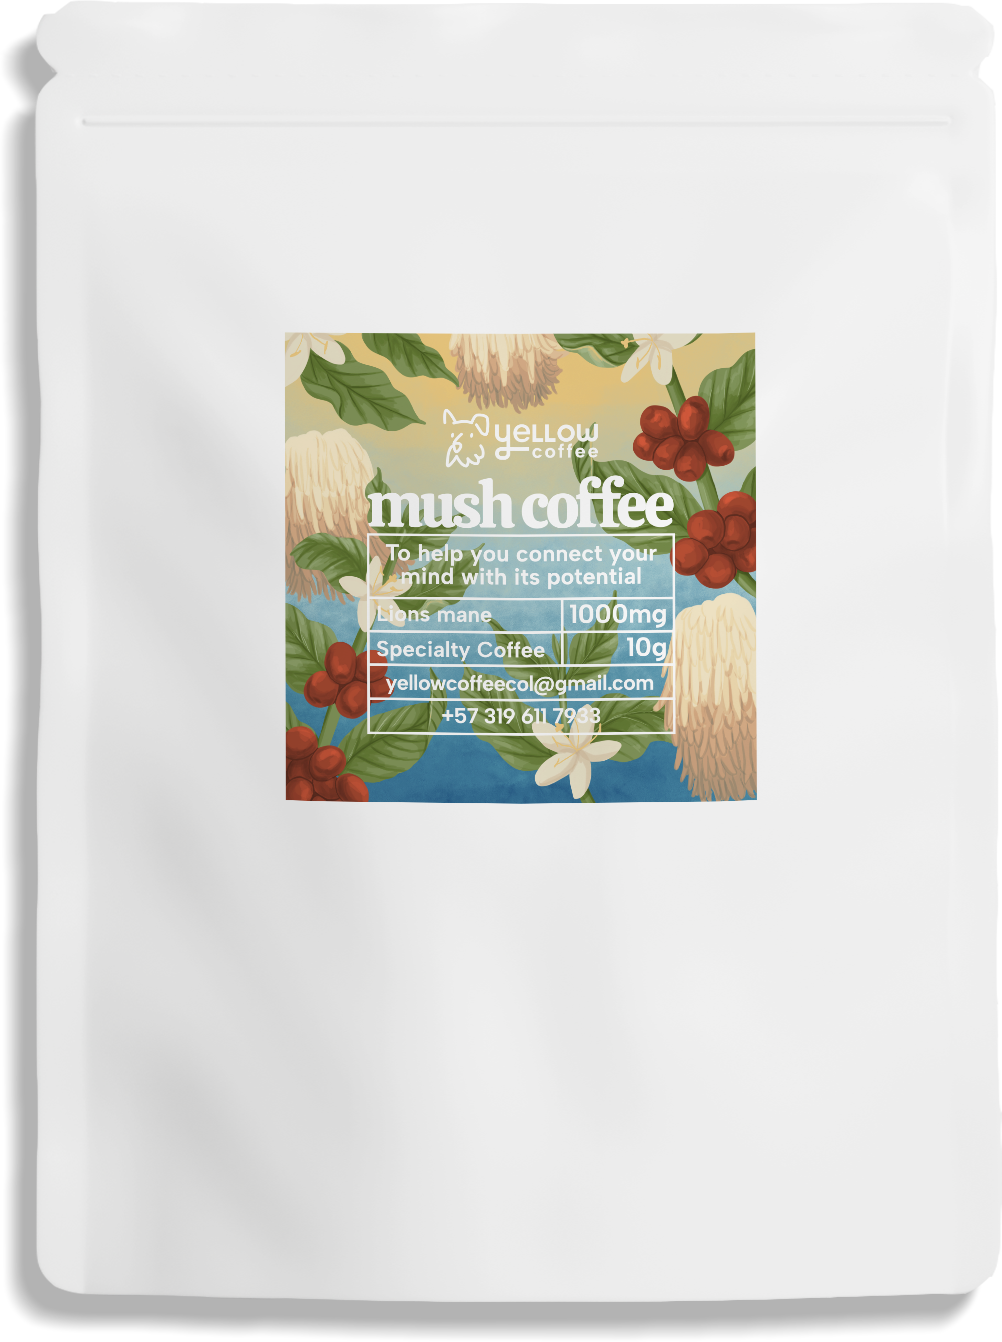 yellow
coffee
mush coffee
To help you connect your
mind with its potential
Lions mane 1000mg
Specialty Coffee 10g
yellowcoffeecol@gmail.com
+57 319 611 7933